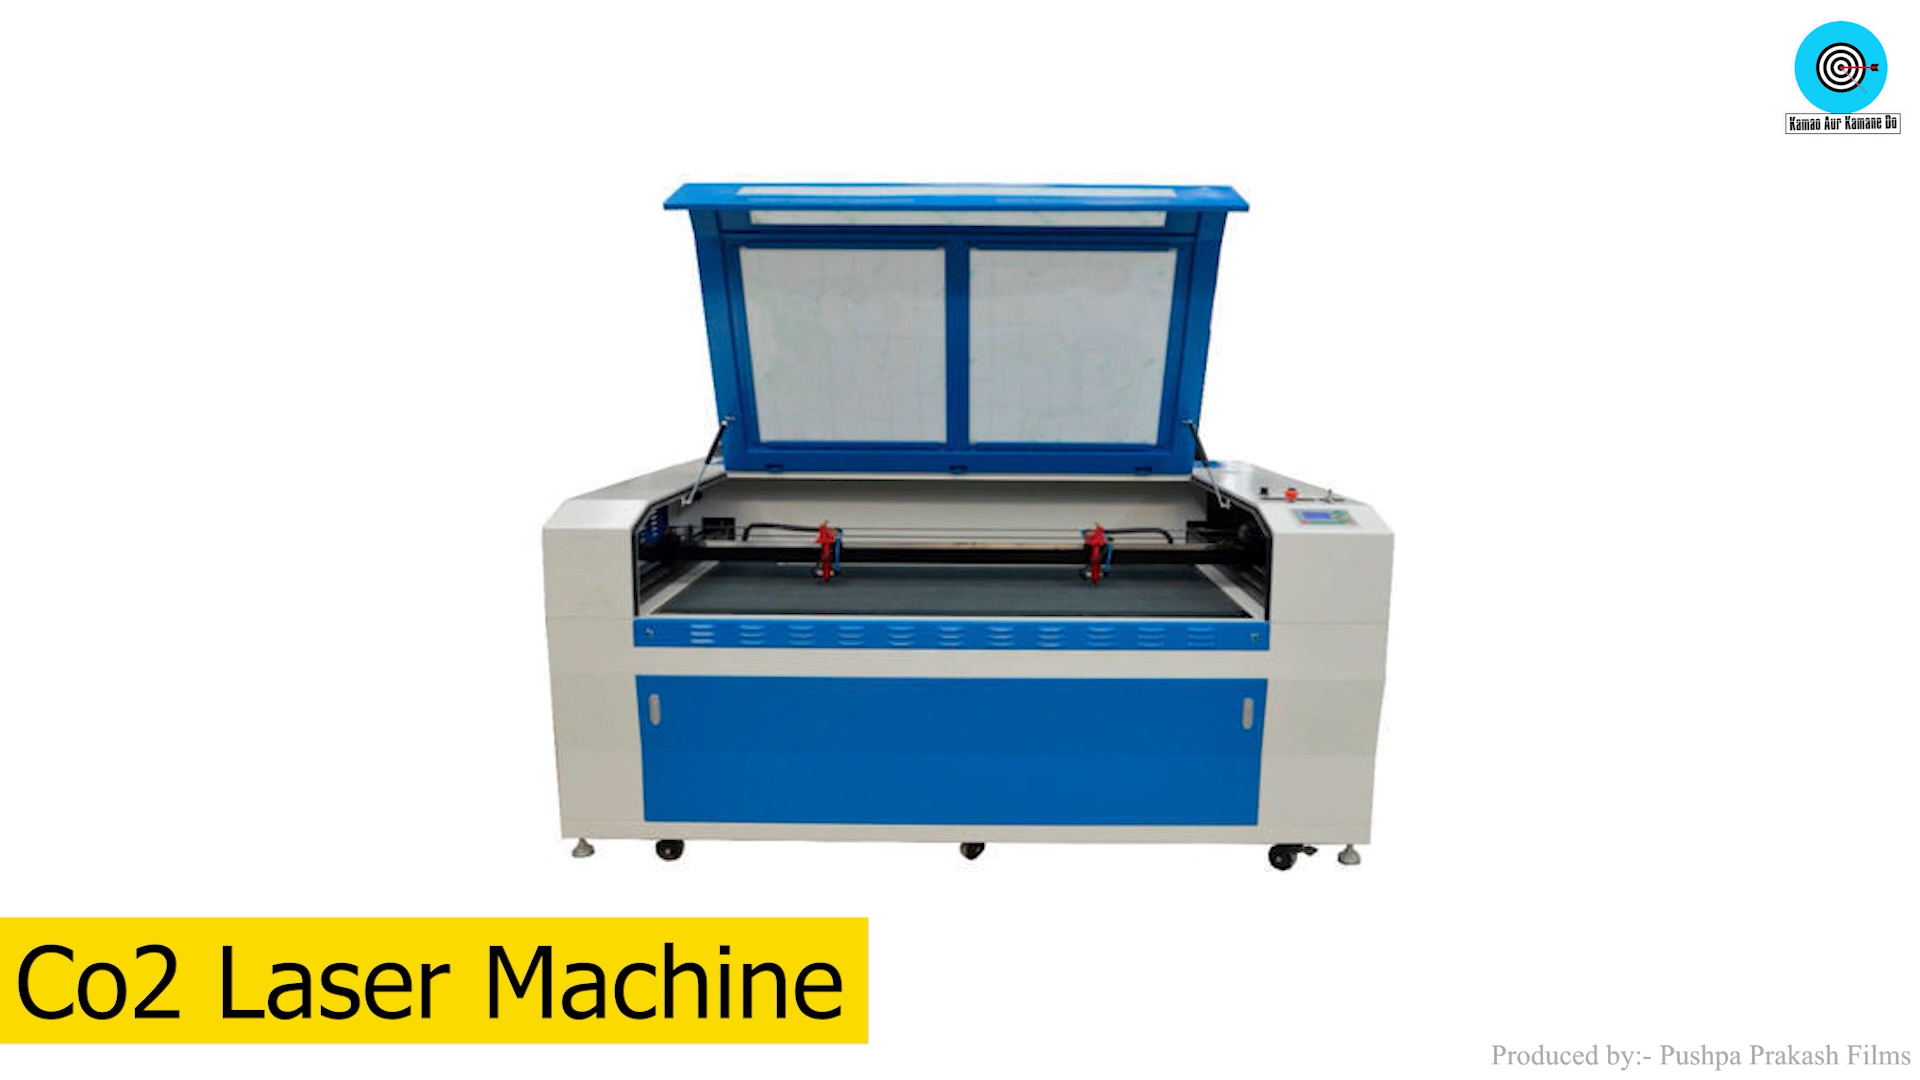 Kamao Aur Kamane Do
Co2 Laser Machine
Produced by:- Pushpa Prakash Films